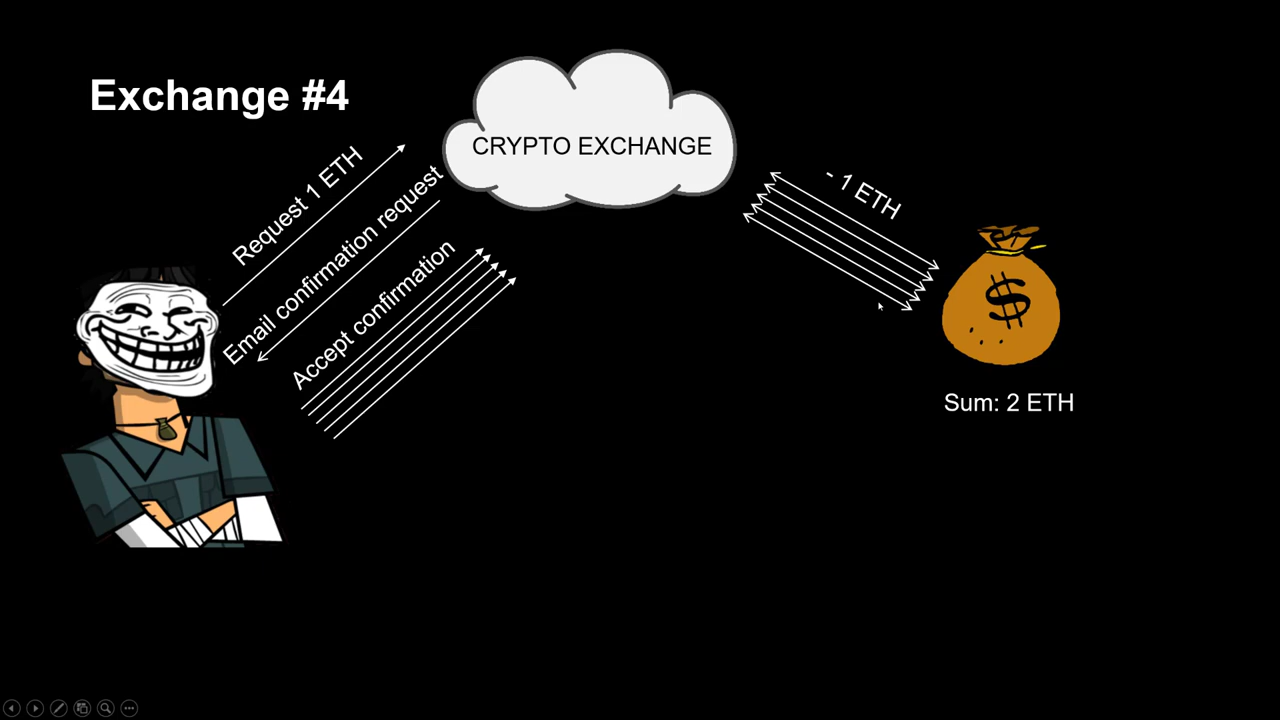 Exchange #4
CRYPTO EXCHANGE
Request 1 ETH
Email confirmation request
Accept confirmation
- 1 ETH
$
Sum: 2 ETH